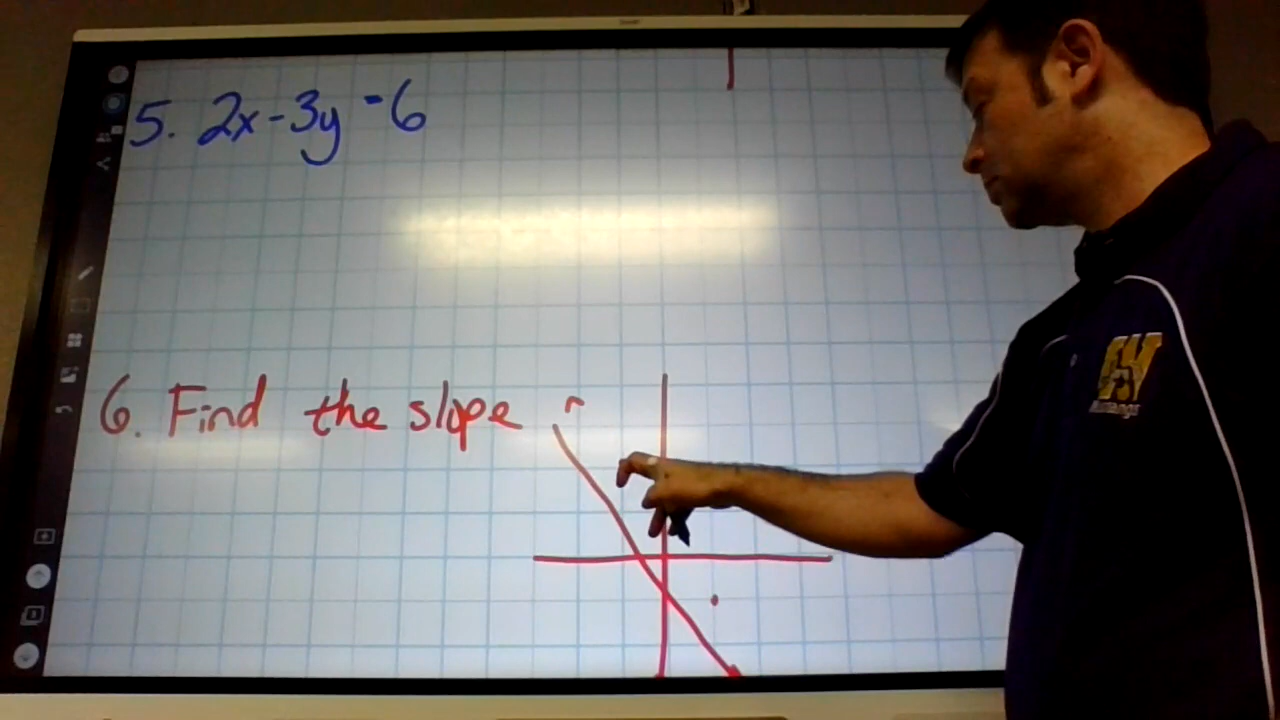 5. 2x-3y=6
6. Find the slope